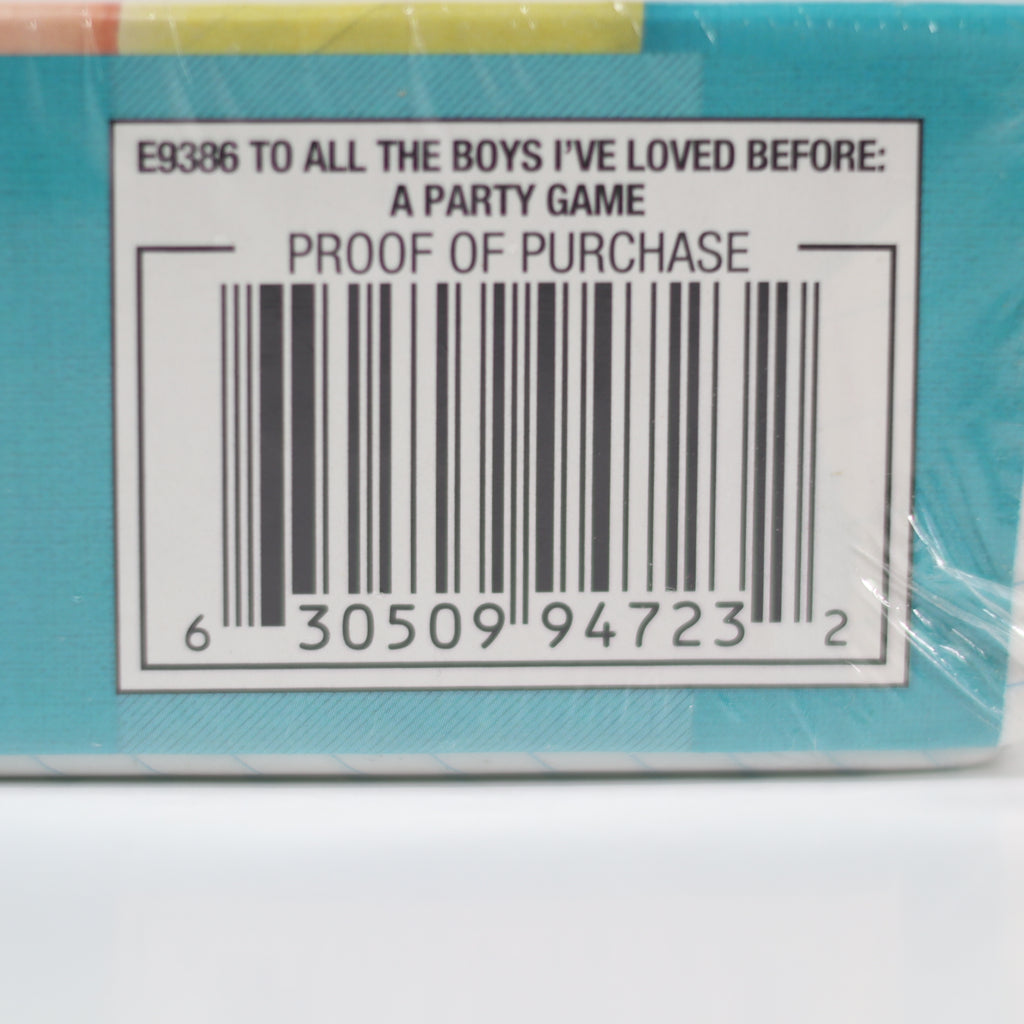 E9386 TO ALL THE BOYS I'VE LOVED BEFORE:
A PARTY GAME
PROOF OF PURCHASE
6 30509 94723 2